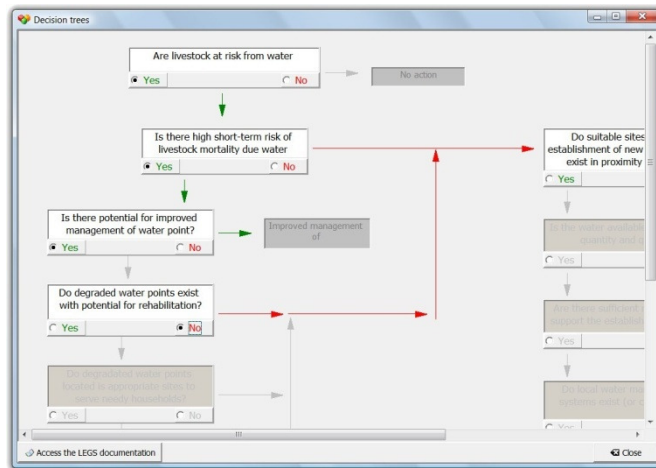 Decision trees
Are livestock at risk from water
Yes No
No action
Is there high short-term risk of
livestock mortality due water
Yes No
Do suitable sites
establishment of new
exist in proximity
Yes
Is there potential for improved
management of water point?
Yes No
Improved management
of
Is the water availa
quantity and q
Yes
Do degraded water points exist
with potential for rehabilitation?
Yes No
Are there sufficient
support the establis
Yes
Do degradated water points
located is appropriate sites to
serve needy households?
Yes No
Do local water ma
systems exist (or c
Yes
Access the LEGS documentation
Close